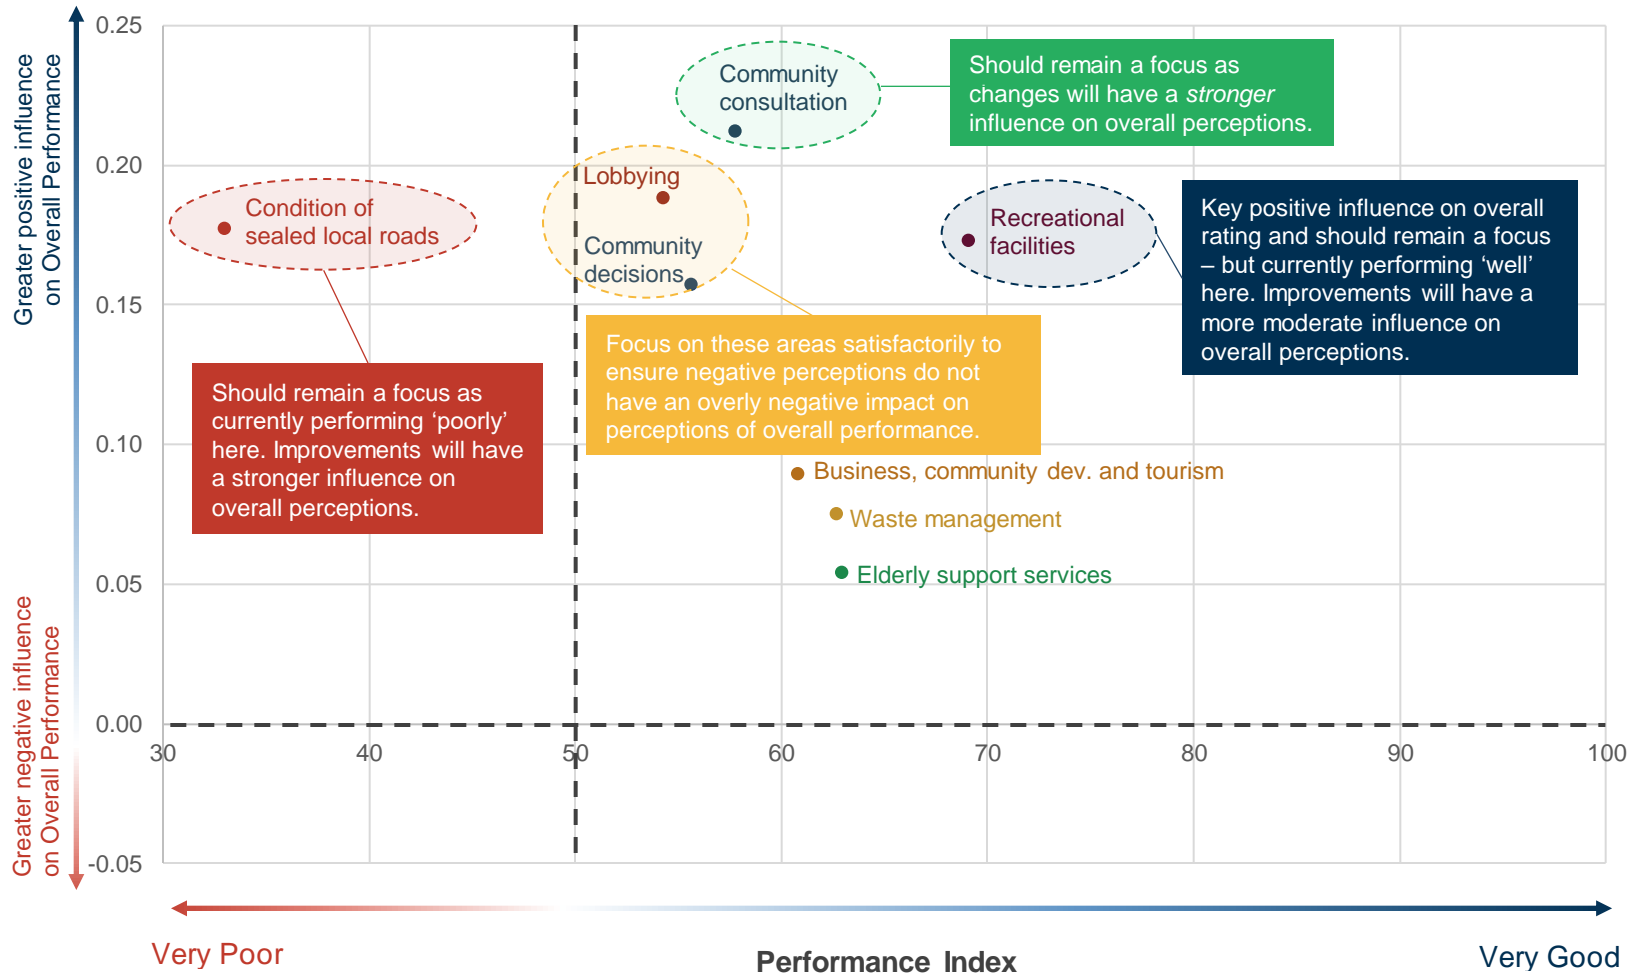 Greater positive influence
on Overall Performance
Greater negative influence
on Overall Performance
0.25
0.20
0.15
0.10
0.05
0.00
-0.05
30
40
50
60
70
80
90
100
Community
consultation
Should remain a focus as
changes will have a stronger
influence on overall perceptions.
Lobbying
Community
decisions
Condition of
sealed local roads
Recreational
facilities
Key positive influence on overall
rating and should remain a focus
– but currently performing ‘well’
here. Improvements will have a
more moderate influence on
overall perceptions.
Focus on these areas satisfactorily to
ensure negative perceptions do not
have an overly negative impact on
perceptions of overall performance.
Should remain a focus as
currently performing ‘poorly’
here. Improvements will have
a stronger influence on
overall perceptions.
Business, community dev. and tourism
Waste management
Elderly support services
Very Poor
Performance Index
Very Good